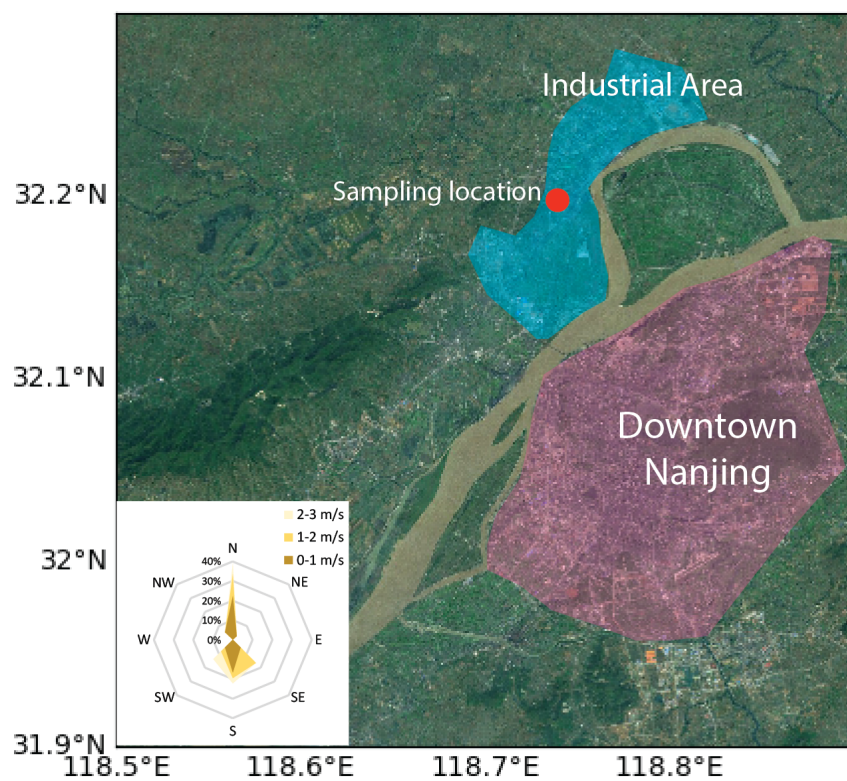 Industrial Area
Sampling location
32.2°N
32.1°N
Downtown
Nanjing
32°N
31.9°N
2-3 m/s
1-2 m/s
0-1 m/s
N
NE
E
SE
S
SW
W
NW
40%
30%
20%
10%
0%
118.5°E
118.6°E
118.7°E
118.8°E